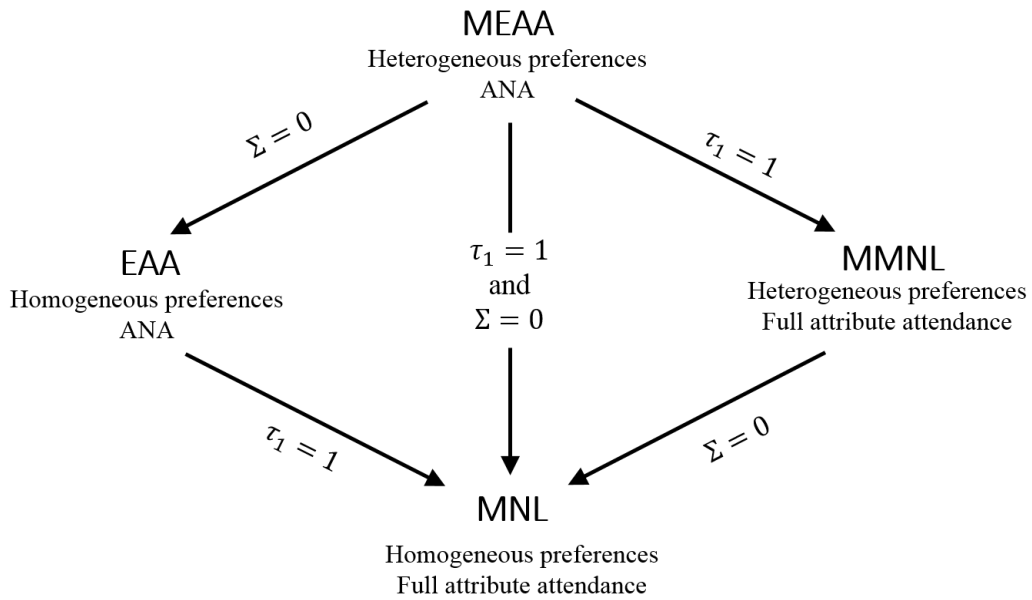 MEAA
Heterogeneous preferences
ANA
Σ = 0
τ₁ = 1
EAA
Homogeneous preferences
ANA
τ₁ = 1
and
Σ = 0
MMNL
Heterogeneous preferences
Full attribute attendance
τ₁ = 1
Σ = 0
MNL
Homogeneous preferences
Full attribute attendance